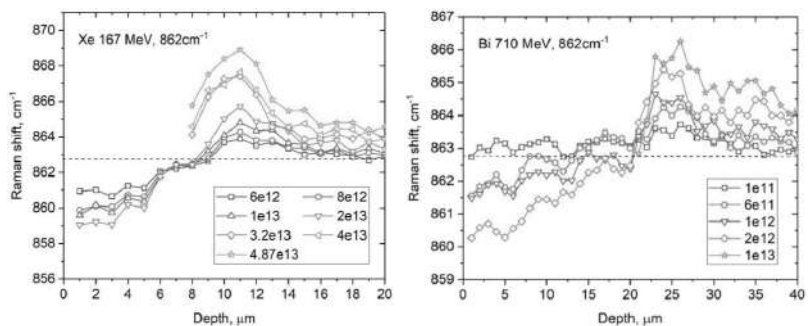 Xe 167 MeV, 862cm⁻¹
Raman shift, cm⁻¹
870
868
866
864
862
860
858
856
6e12
8e12
1e13
2e13
3.2e13
4e13
4.87e13
0 2 4 6 8 10 12 14 16 18 20
Depth, μm
Bi 710 MeV, 862cm⁻¹
Raman shift, cm⁻¹
867
866
865
864
863
862
861
860
859
1e11
6e11
1e12
2e12
1e13
0 5 10 15 20 25 30 35 40
Depth, μm